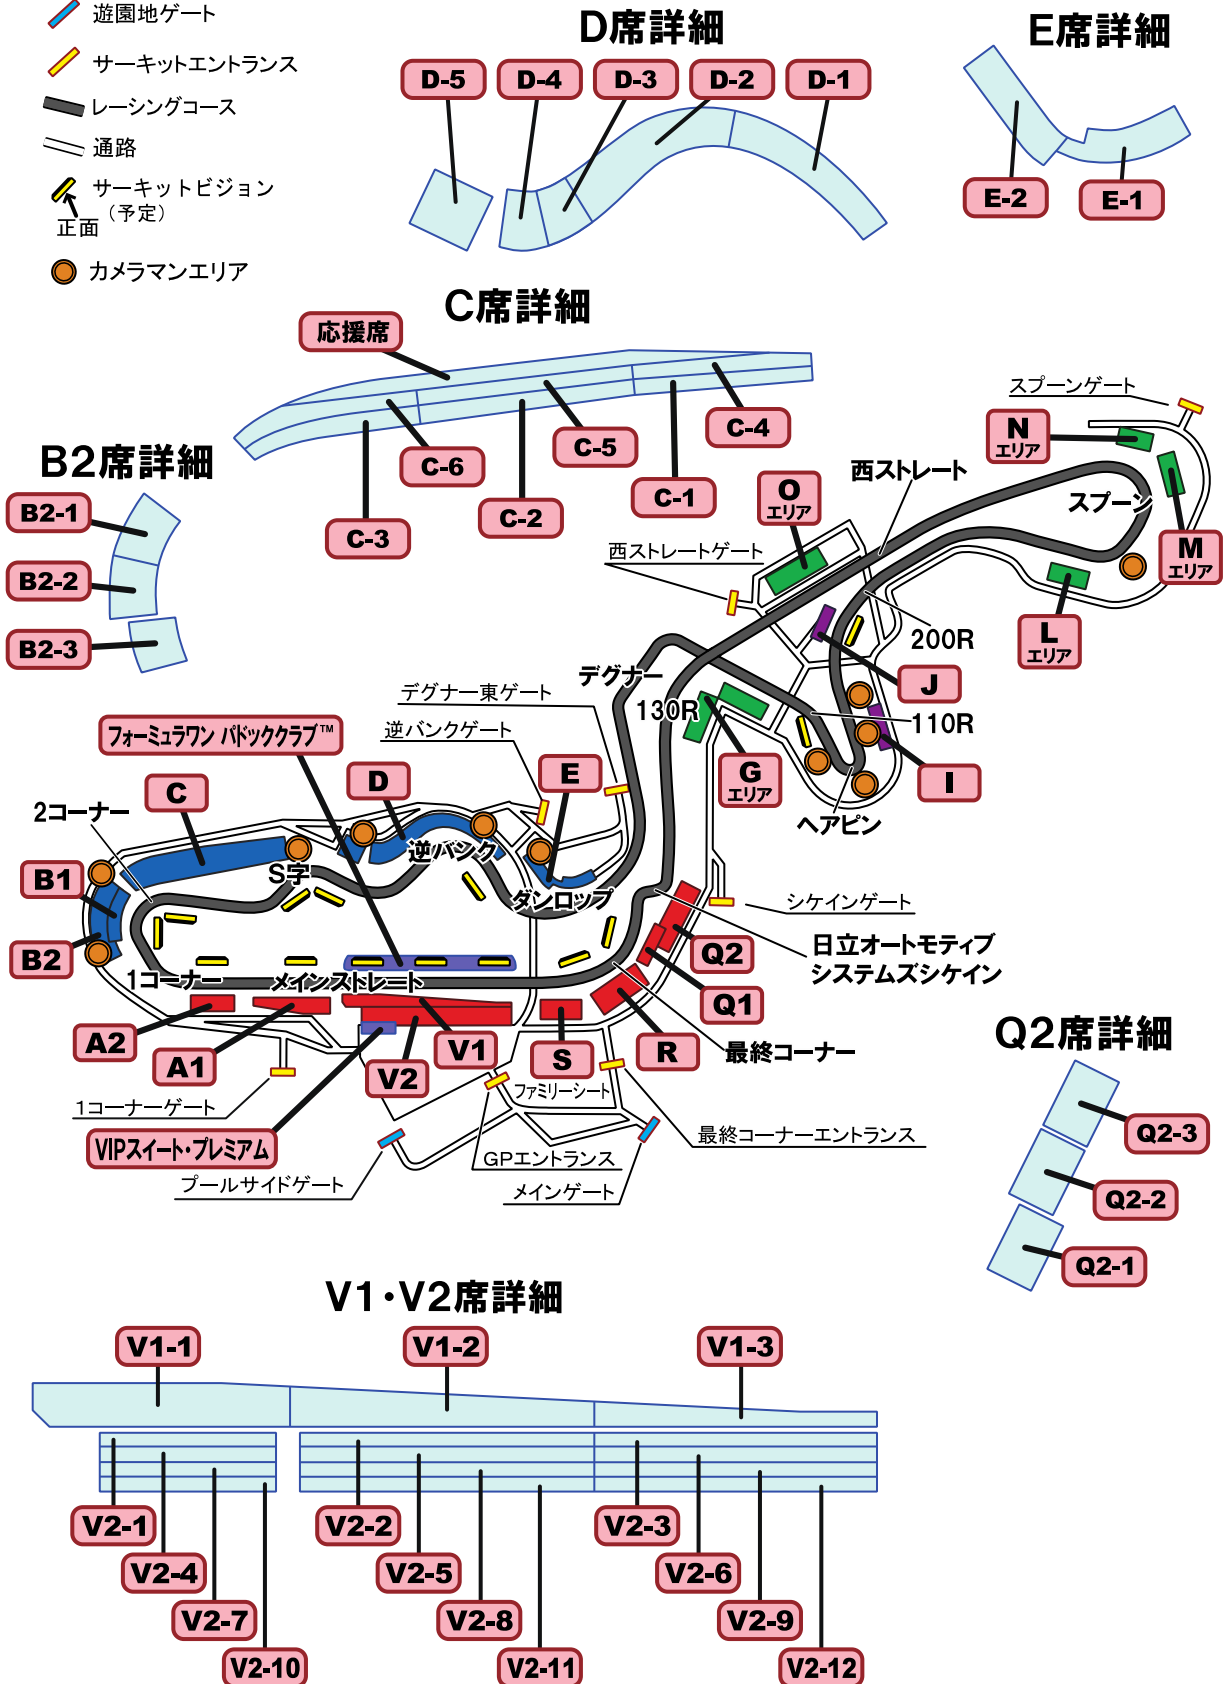 遊園地ゲート
サーキットエントランス
レーシングコース
通路
サーキットビジョン
（予定）
正面
カメラマンエリア
D席詳細
D-5
D-4
D-3
D-2
D-1
E席詳細
E-2
E-1
C席詳細
応援席
C-4
C-5
C-6
C-1
C-2
C-3
B2席詳細
B2-1
B2-2
B2-3
スプーンゲート
N
エリア
西ストレート
スプーン
O
エリア
M
エリア
西ストレートゲート
200R
L
エリア
デグナー
J
デグナー東ゲート
130R
110R
フォーミュラワン パドッククラブ™
逆バンクゲート
G
エリア
I
D
E
C
2コーナー
ヘアピン
逆バンク
S字
B1
ダンロップ
シケインゲート
B2
Q2
日立オートモティブ
システムズシケイン
1コーナー
メインストレート
Q1
A2
A1
V1
V2
S
R
最終コーナー
Q2席詳細
ファミリーシート
1コーナーゲート
最終コーナーエントランス
Q2-3
VIPスイート・プレミアム
GPエントランス
プールサイドゲート
メインゲート
Q2-2
Q2-1
V1・V2席詳細
V1-1
V1-2
V1-3
V2-1
V2-2
V2-3
V2-4
V2-5
V2-6
V2-7
V2-8
V2-9
V2-10
V2-11
V2-12